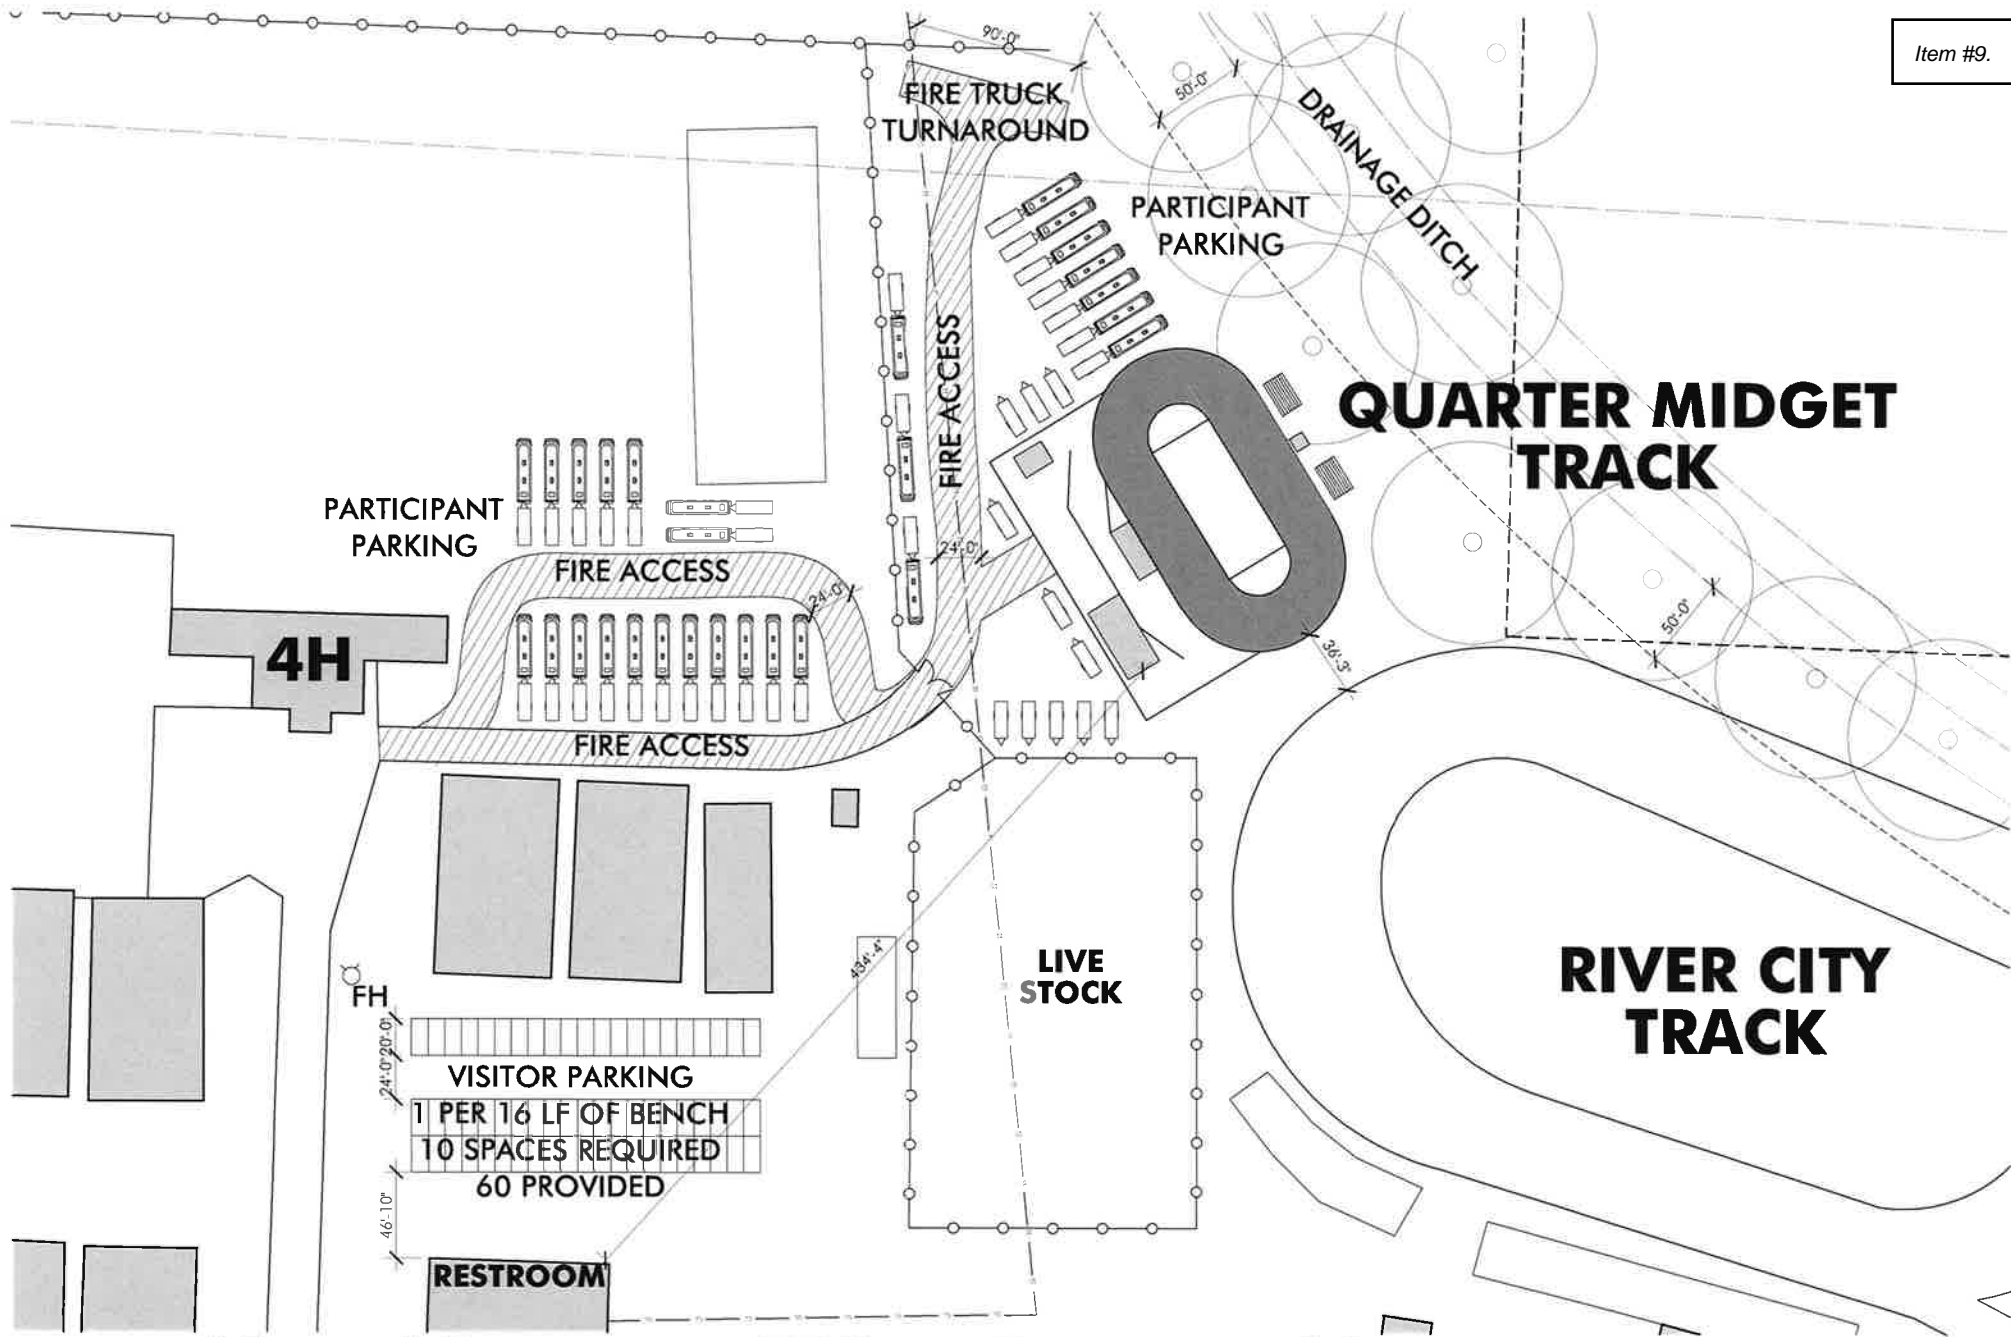 Item #9.
90'-0"
FIRE TRUCK
TURNAROUND
50'-0"
DRAINAGE DITCH
PARTICIPANT
PARKING
FIRE ACCESS
QUARTER MIDGET
TRACK
PARTICIPANT
PARKING
FIRE ACCESS
24'-0"
24'-0"
50'-0"
36'-3"
4H
FIRE ACCESS
434'-4"
LIVE
STOCK
RIVER CITY
TRACK
FH
20'-0"
24'-0"
VISITOR PARKING
1 PER 16 LF OF BENCH
10 SPACES REQUIRED
60 PROVIDED
46'-10"
RESTROOM